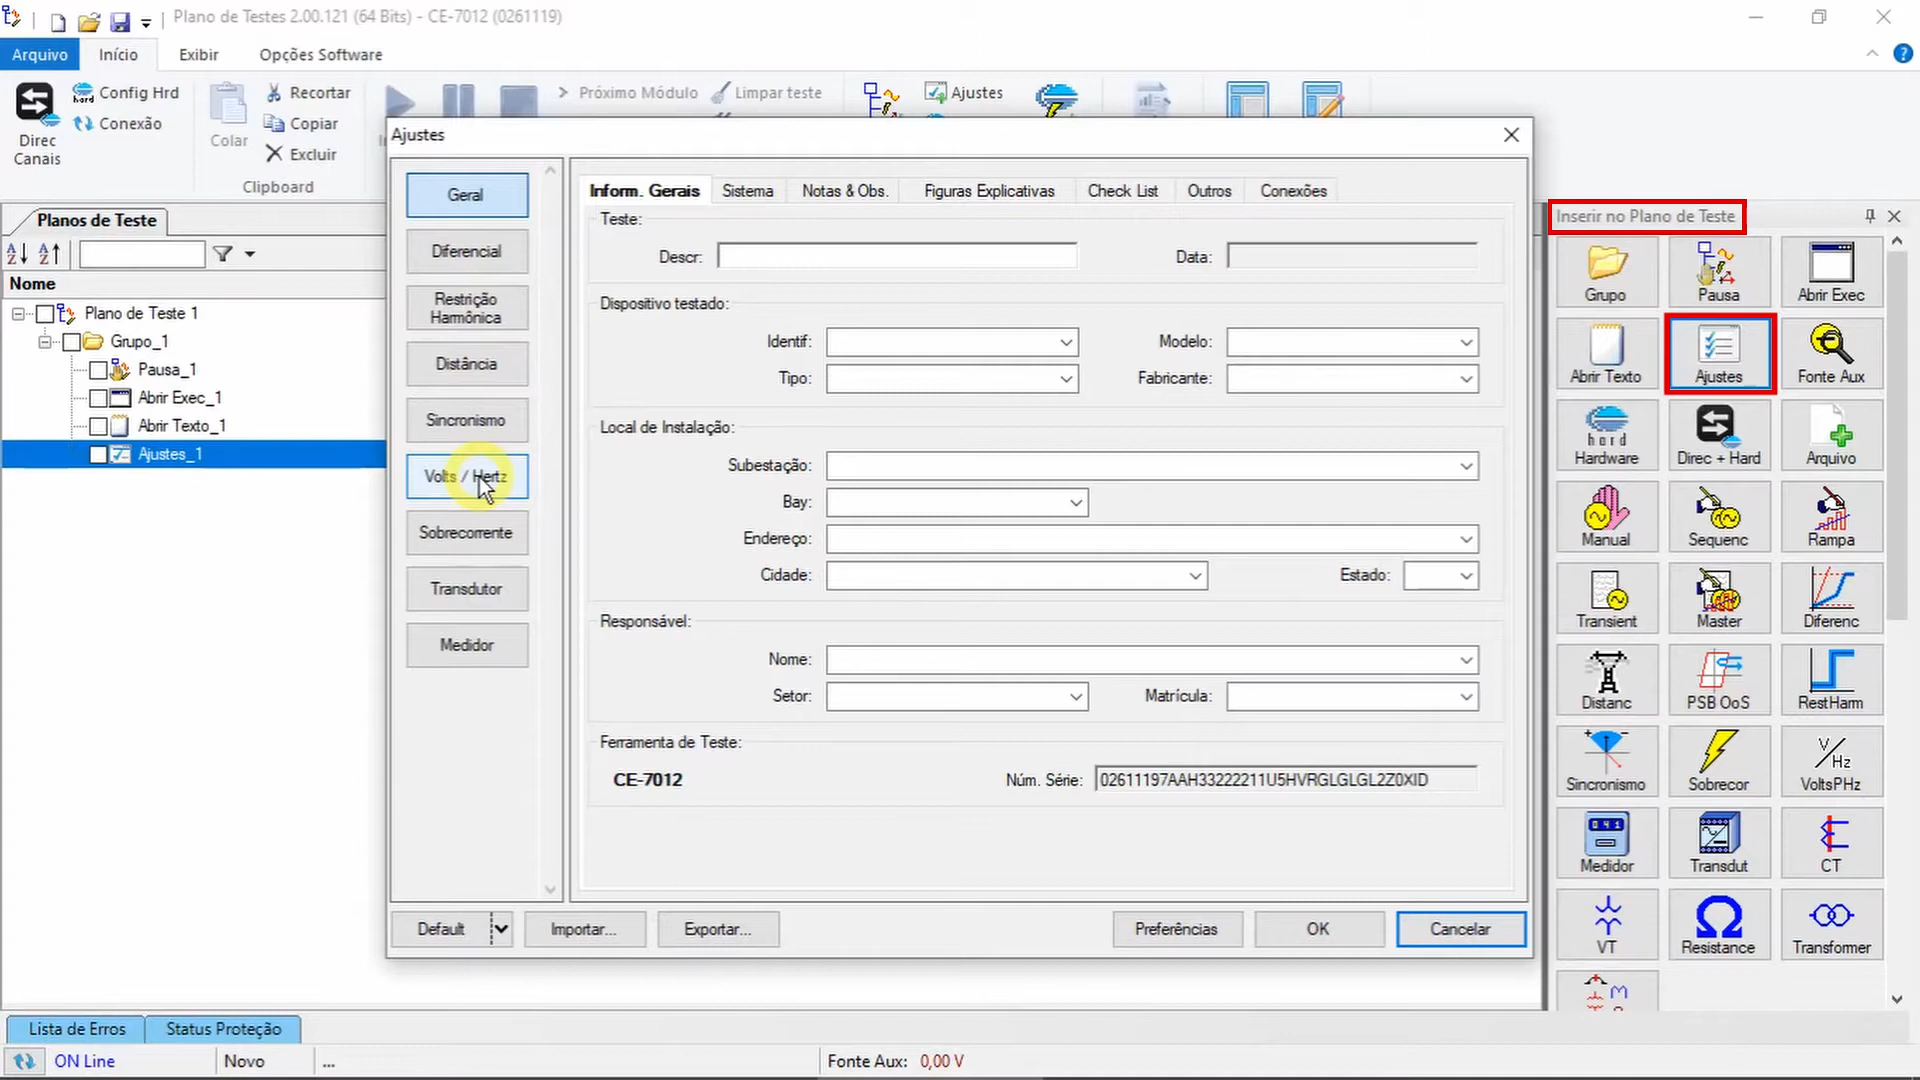 Plano de Testes 2.00.121 (64 Bits) - CE-7012 (0261119)
Arquivo
Início
Exibir
Opções Software
Direc
Canais
Config Hrd
Conexão
Colar
Recortar
Copiar
Excluir
Clipboard
Próximo Módulo
Limpar teste
Ajustes
Planos de Teste
Nome
Plano de Teste 1
Grupo_1
Pausa_1
Abrir Exec_1
Abrir Texto_1
Ajustes_1
Ajustes
Geral
Diferencial
Restrição
Harmônica
Distância
Sincronismo
Volts / Hertz
Sobrecorrente
Transdutor
Medidor
Inform. Gerais
Sistema
Notas & Obs.
Figuras Explicativas
Check List
Outros
Conexões
Teste:
Descr:
Data:
Dispositivo testado:
Identif:
Modelo:
Tipo:
Fabricante:
Local de Instalação:
Subestação:
Bay:
Endereço:
Cidade:
Estado:
Responsável:
Nome:
Setor:
Matrícula:
Ferramenta de Teste:
CE-7012
Núm. Série:
02611197AAH33222211U5HVRGLGLGL2Z0XID
Default
Importar...
Exportar...
Preferências
OK
Cancelar
Inserir no Plano de Teste
Grupo
Pausa
Abrir Exec
Abrir Texto
Ajustes
Fonte Aux
hard
Hardware
Direc + Hard
Arquivo
Manual
Sequenc
Rampa
Transient
Master
Diferenc
Distanc
PSB OoS
RestHarm
Sincronismo
Sobrecor
V/Hz
VoltsPHz
Medidor
Transdut
CT
VT
Resistance
Transformer
Lista de Erros
Status Proteção
ON Line
Novo
...
Fonte Aux: 0,00 V